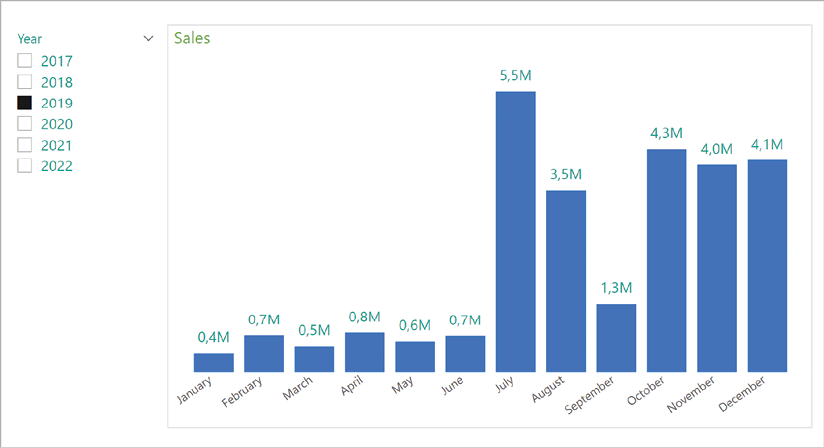 Year
2017
2018
2019
2020
2021
2022
Sales
0,4M
0,7M
0,5M
0,8M
0,6M
0,7M
5,5M
3,5M
1,3M
4,3M
4,0M
4,1M
January
February
March
April
May
June
July
August
September
October
November
December